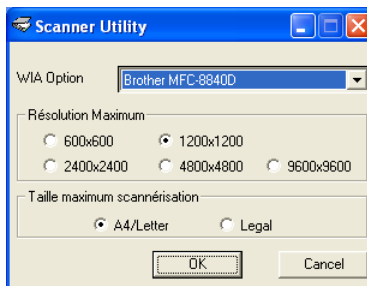 Scanner Utility
WIA Option Brother MFC-8840D
Résolution Maximum
600x600 1200x1200
2400x2400 4800x4800 9600x9600
Taille maximum scannérisation
A4/Letter Legal
OK Cancel